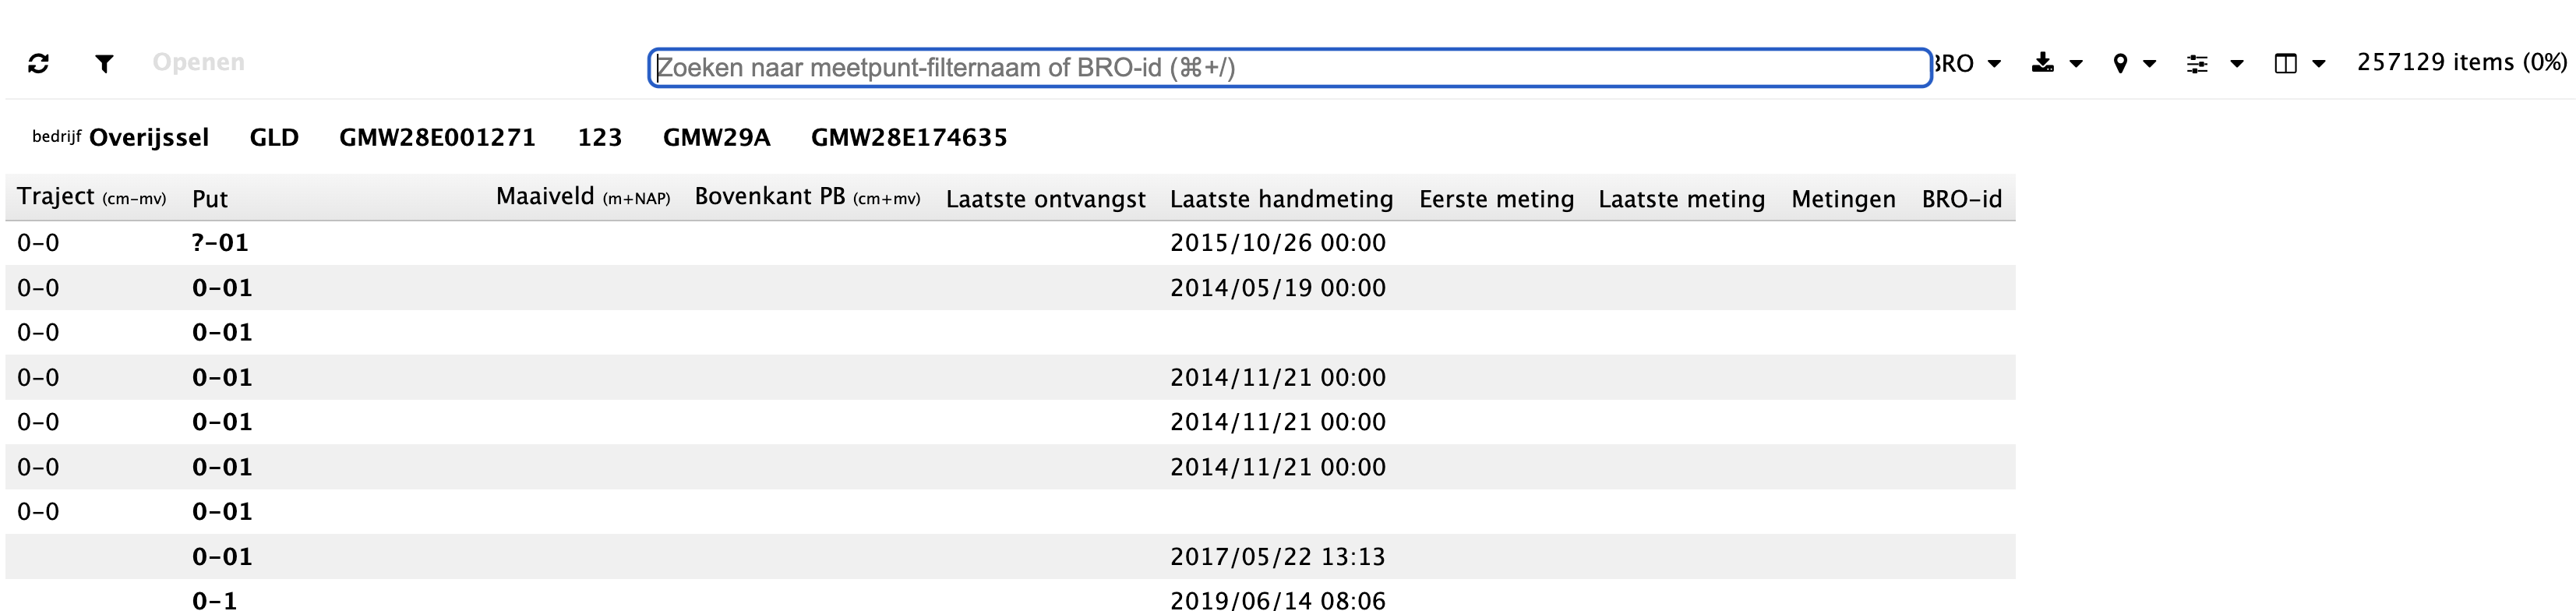 Openen Zoeken naar meetpunt-filternaam of BRO-id (⌘+/) BRO 257129 items (0%)
bedrijf Overijssel GLD GMW28E001271 123 GMW29A GMW28E174635
Traject (cm-mv) Put Maaiveld (m+NAP) Bovenkant PB (cm+mv) Laatste ontvangst Laatste handmeting Eerste meting Laatste meting Metingen BRO-id
0-0 ?-01 2015/10/26 00:00
0-0 0-01 2014/05/19 00:00
0-0 0-01
0-0 0-01 2014/11/21 00:00
0-0 0-01 2014/11/21 00:00
0-0 0-01 2014/11/21 00:00
0-0 0-01
0-01 2017/05/22 13:13
0-1 2019/06/14 08:06